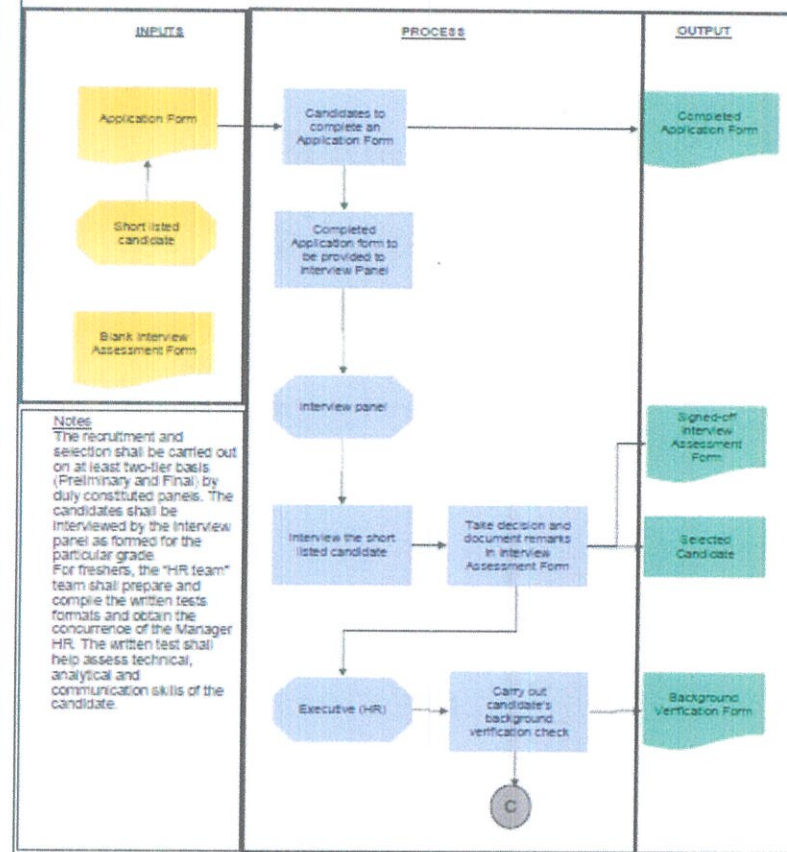 INPUTS
PROCESS
OUTPUT
Application Form
Candidates to
complete an
Application Form
Completed
Application Form
Short listed
candidate
Completed
Application form to
be provided to
Interview Panel
Blank Interview
Assessment Form
Interview panel
Signed-off
Interview
Assessment
Form
Notes
The recruitment and
selection shall be carried out
on at least two-tier basis
(Preliminary and Final) by
duly constituted panels. The
candidates shall be
interviewed by the interview
panel as formed for the
particular grade.
For freshers, the "HR team"
team shall prepare and
compile the written tests
formats and obtain the
concurrence of the Manager
HR. The written test shall
help assess technical,
analytical and
communication skills of the
candidate.
Interview the short
listed candidate
Take decision and
document remarks
in Interview
Assessment Form
Selected
Candidate
Executive (HR)
Carry out
candidate's
background
verification check
Background
Verification Form
C